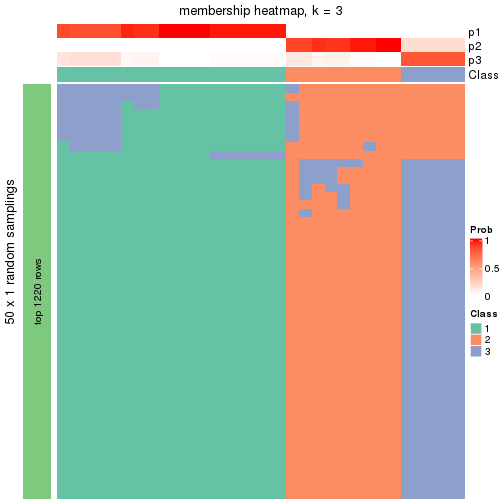 membership heatmap, k = 3
p1
p2
p3
Class
50 x 1 random samplings
top 1220 rows
Prob
1
0.5
0
Class
1
2
3